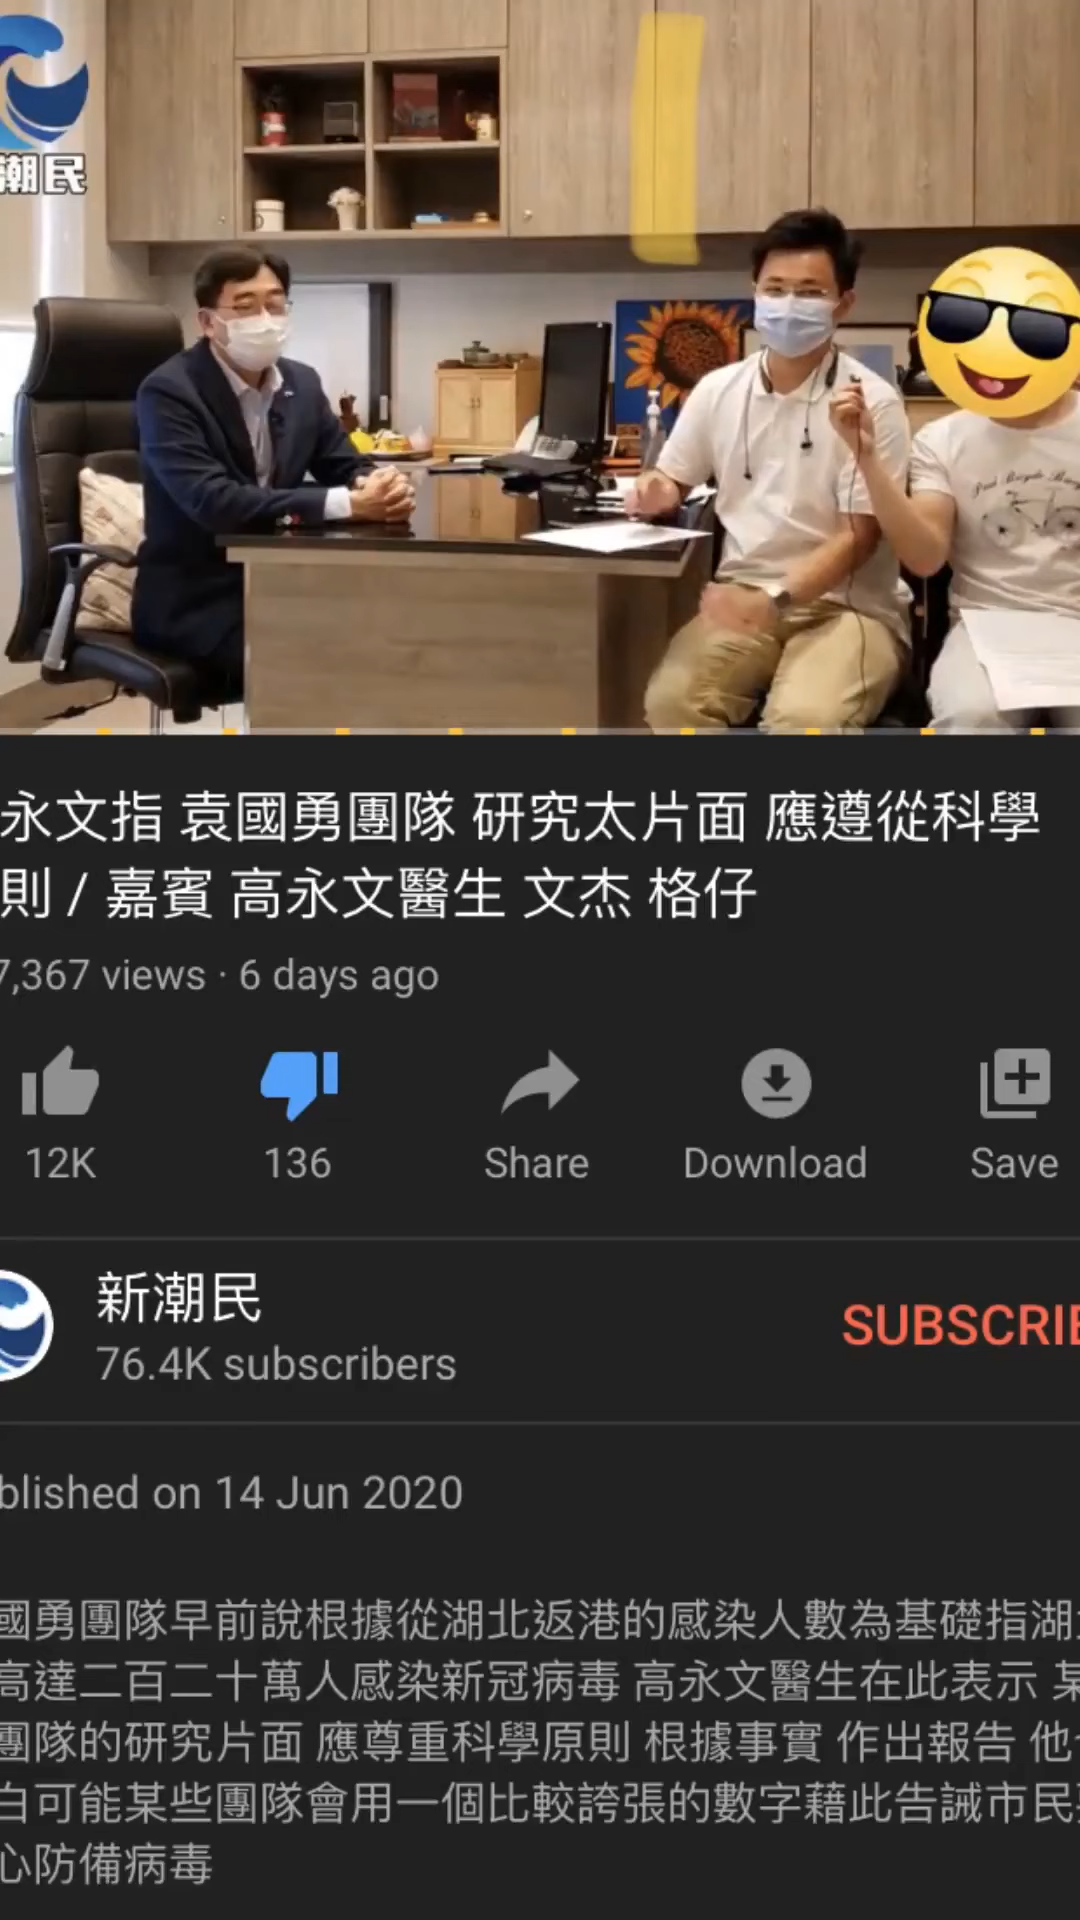 潮民
永文指 袁國勇團隊 研究太片面 應遵從科學
則 / 嘉賓 高永文醫生 文杰 格仔
7,367 views · 6 days ago
12K
136
Share
Download
Save
新潮民
76.4K subscribers
SUBSCRIB
blished on 14 Jun 2020
國勇團隊早前說根據從湖北返港的感染人數為基礎指湖
高達二百二十萬人感染新冠病毒 高永文醫生在此表示 某
團隊的研究片面 應尊重科學原則 根據事實 作出報告 他
白可能某些團隊會用一個比較誇張的數字藉此告誡市民
心防備病毒